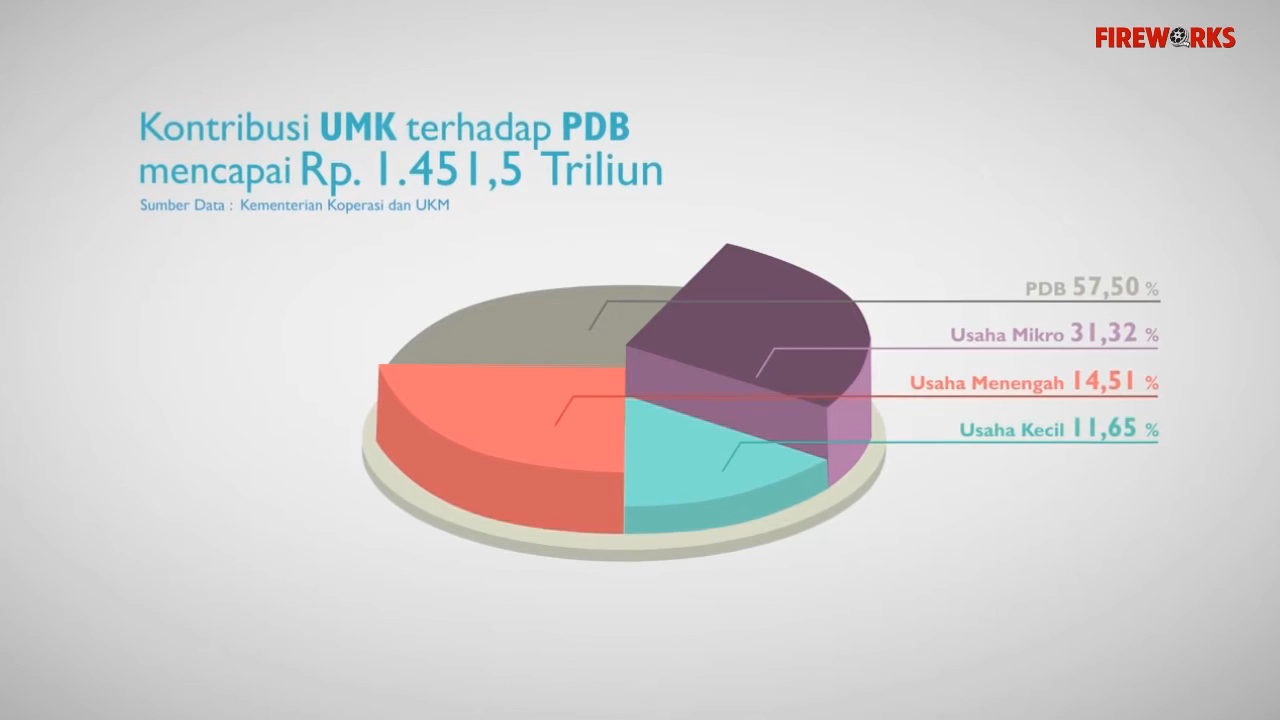 FIREWORKS
Kontribusi UMK terhadap PDB
mencapai Rp. 1.451,5 Triliun
Sumber Data : Kementerian Koperasi dan UKM
PDB 57,50 %
Usaha Mikro 31,32 %
Usaha Menengah 14,51 %
Usaha Kecil 11,65 %